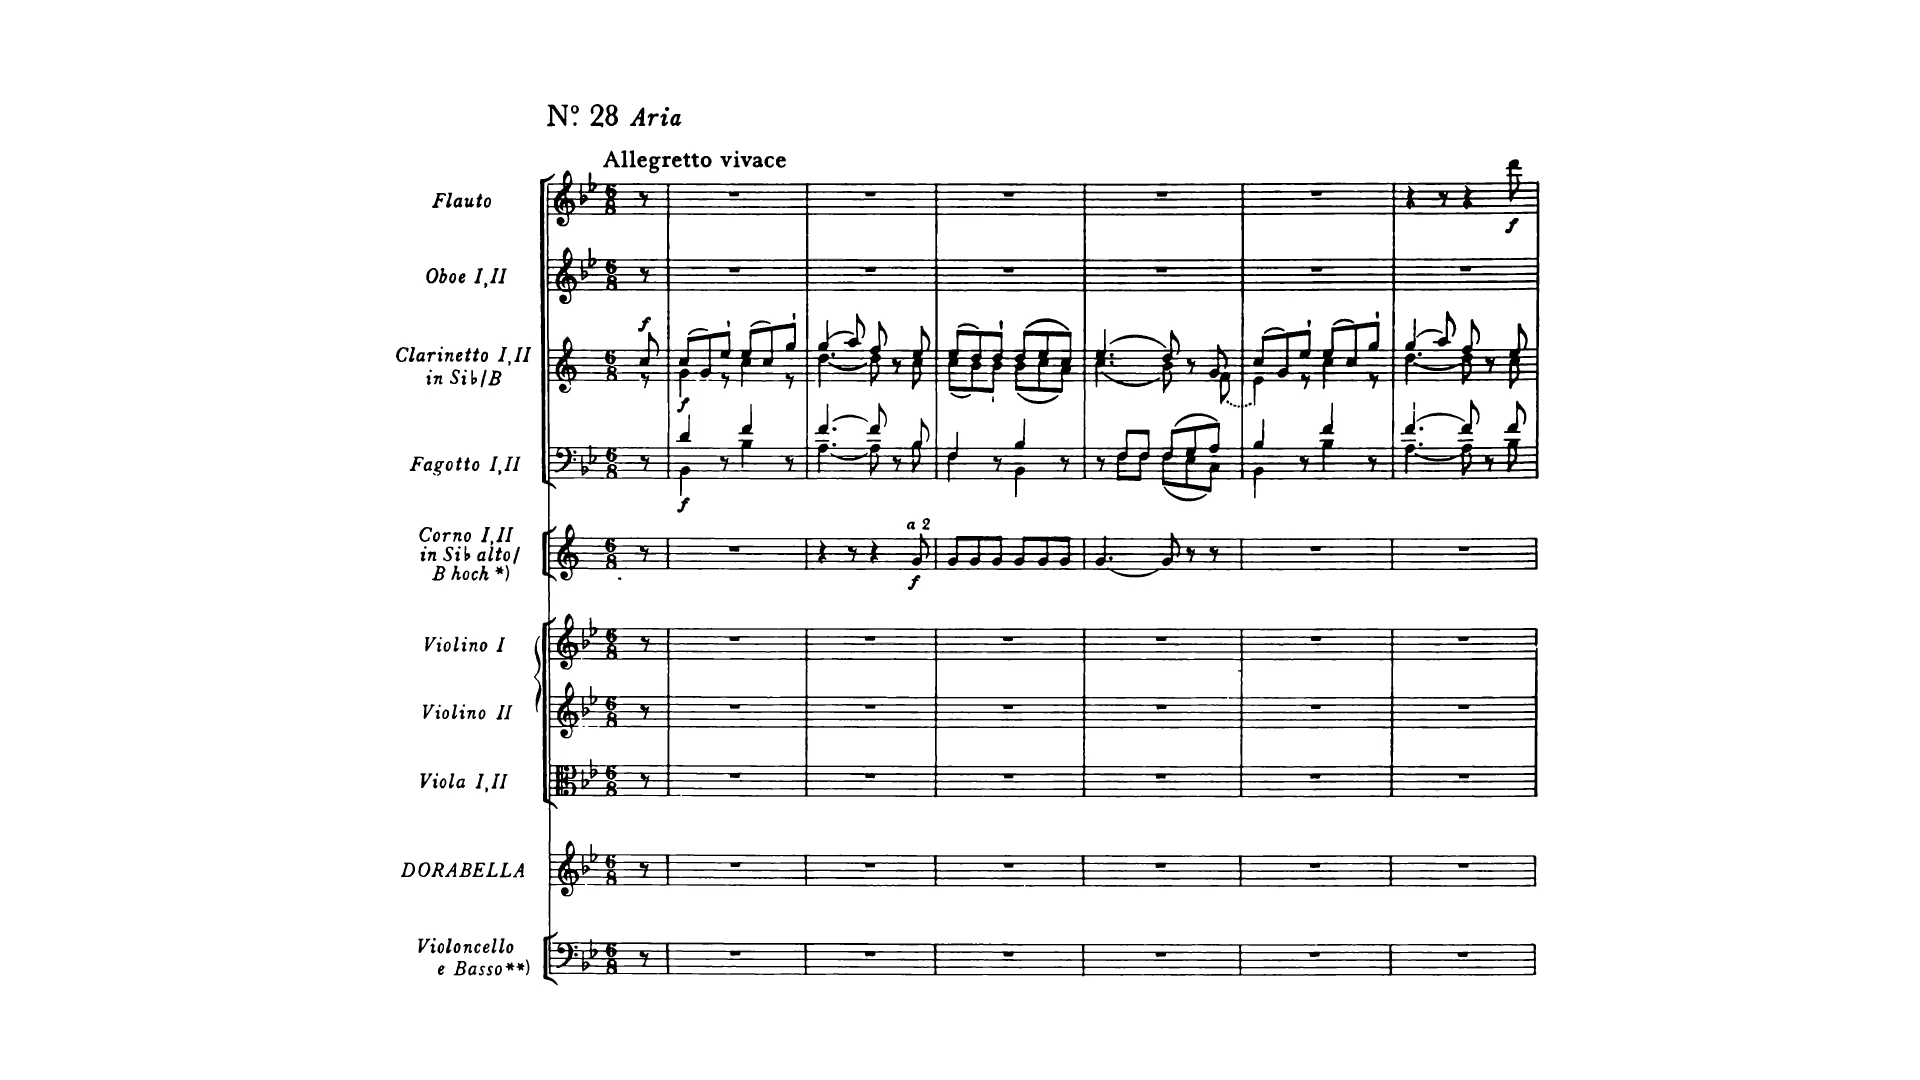 Nº. 28 Aria
Allegretto vivace
Flauto
f
Oboe I, II
f
Clarinetto I, II
in Si♭/B
f
Fagotto I, II
f
Corno I, II
in Si♭ alto/
B hoch *)
a 2
f
Violino I
Violino II
Viola I, II
DORABELLA
Violoncello
e Basso **)